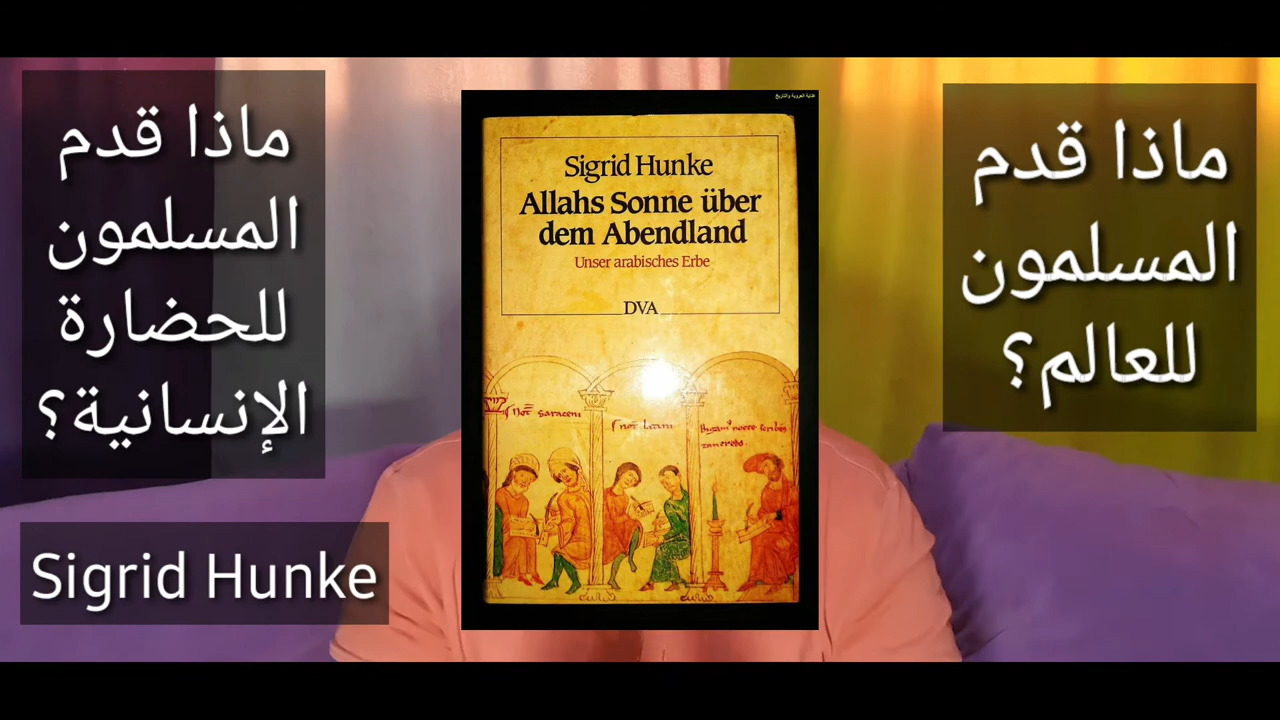 ماذا قدم
المسلمون
للحضارة
الإنسانية؟
Sigrid Hunke
Sigrid Hunke
Allahs Sonne über
dem Abendland
Unser arabisches Erbe
DVA
ماذا قدم
المسلمون
للعالم؟